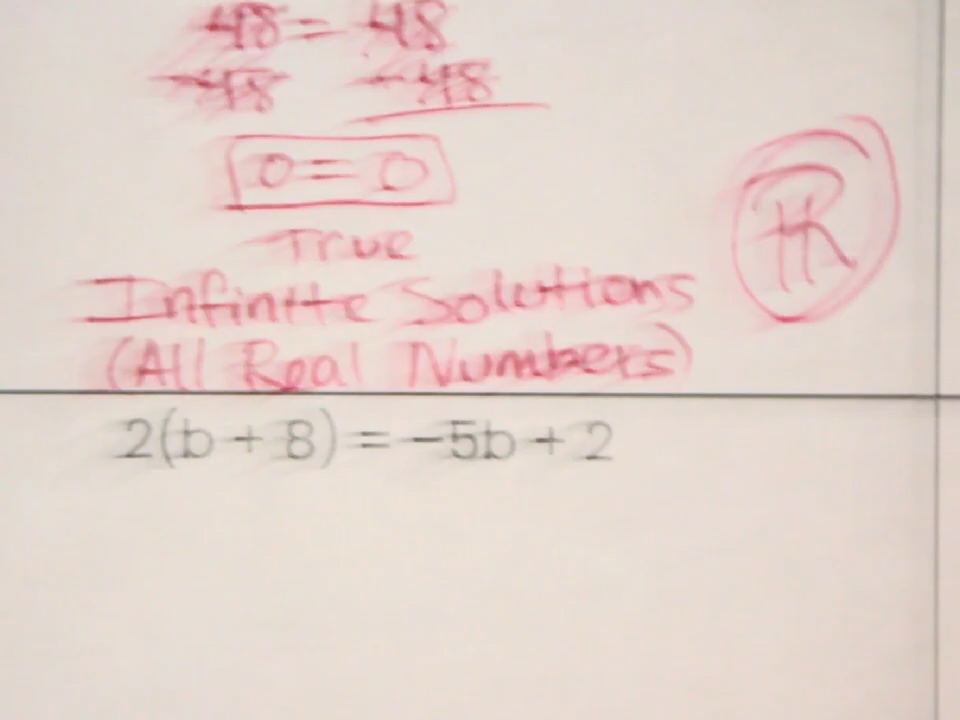 48 = 48
-48 -48
0 = 0
True
ℝ
Infinite Solutions
(All Real Numbers)
2(b + 8) = -5b + 2